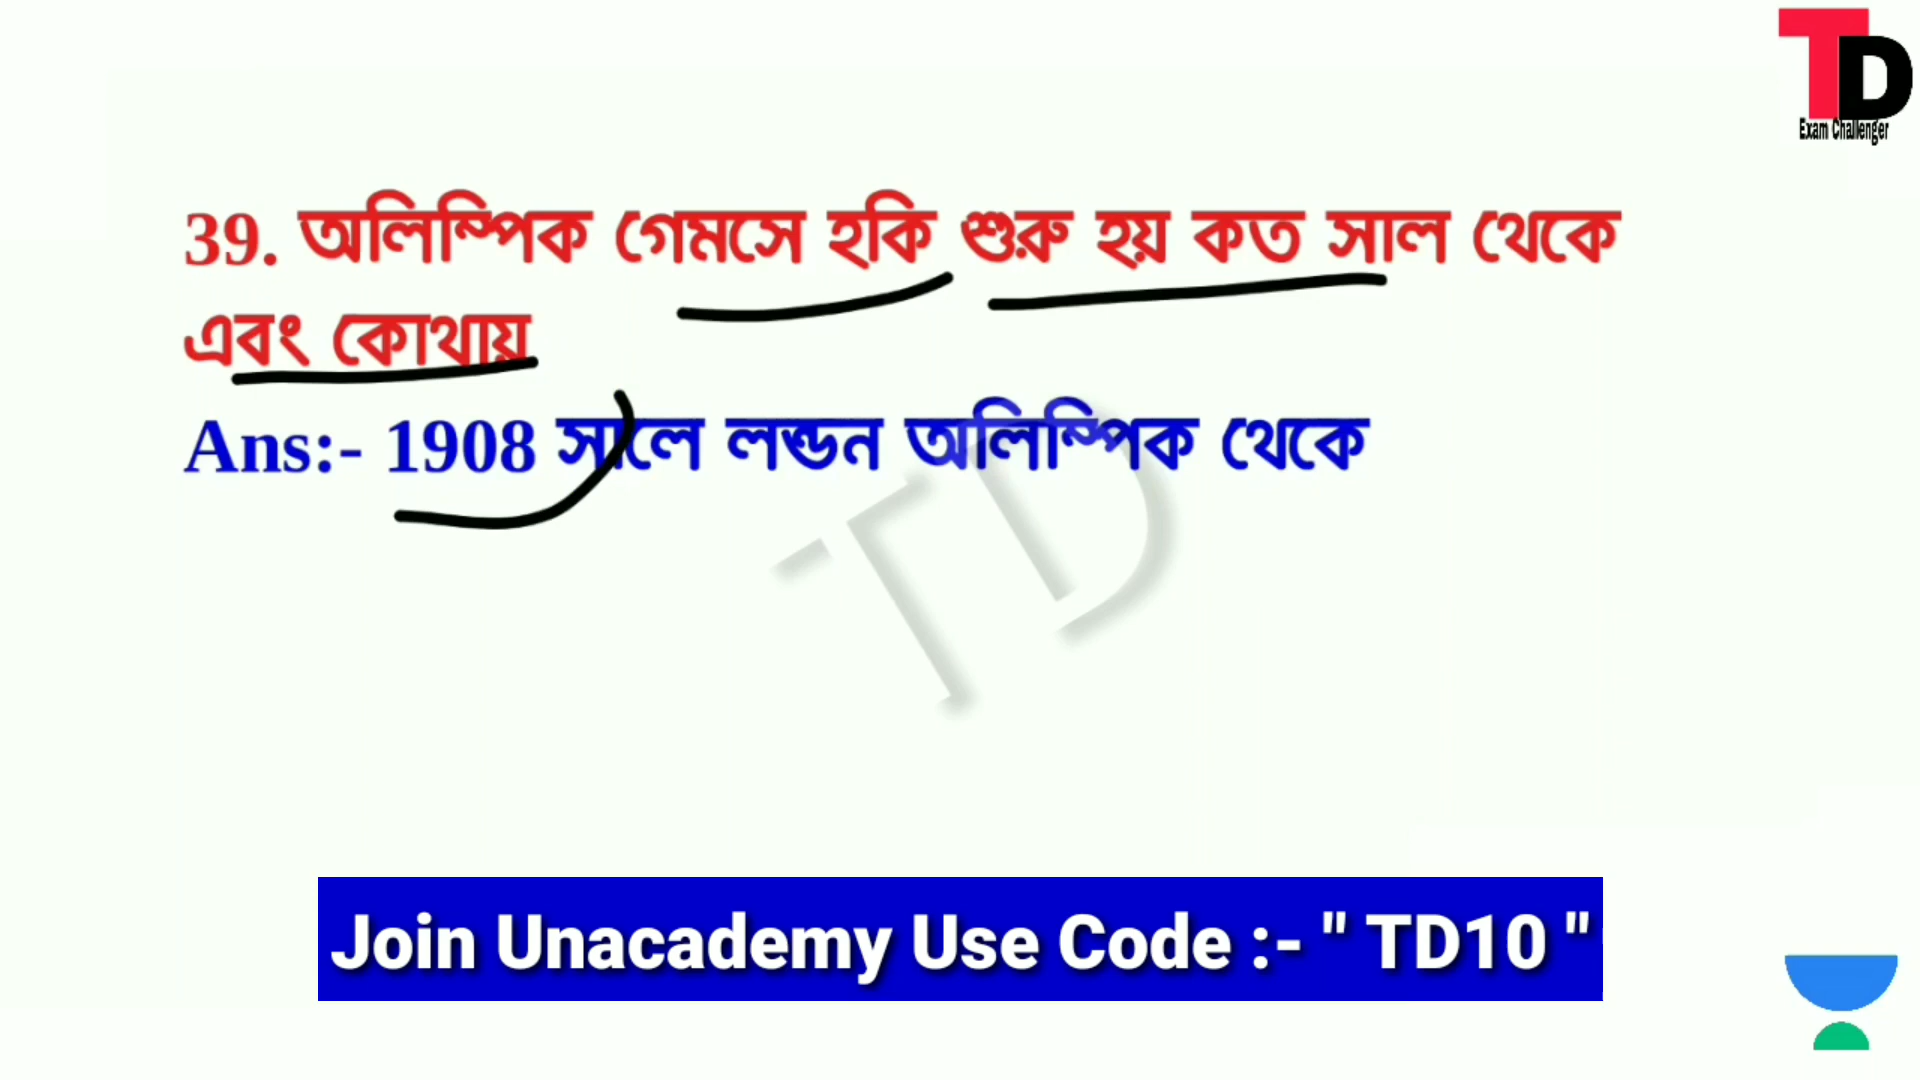 TD
Exam Challenger
39. অলিম্পিক গেমসে হকি শুরু হয় কত সাল থেকে
এবং কোথায়
Ans:- 1908 সালে লন্ডন অলিম্পিক থেকে
TD
Join Unacademy Use Code :- " TD10 "